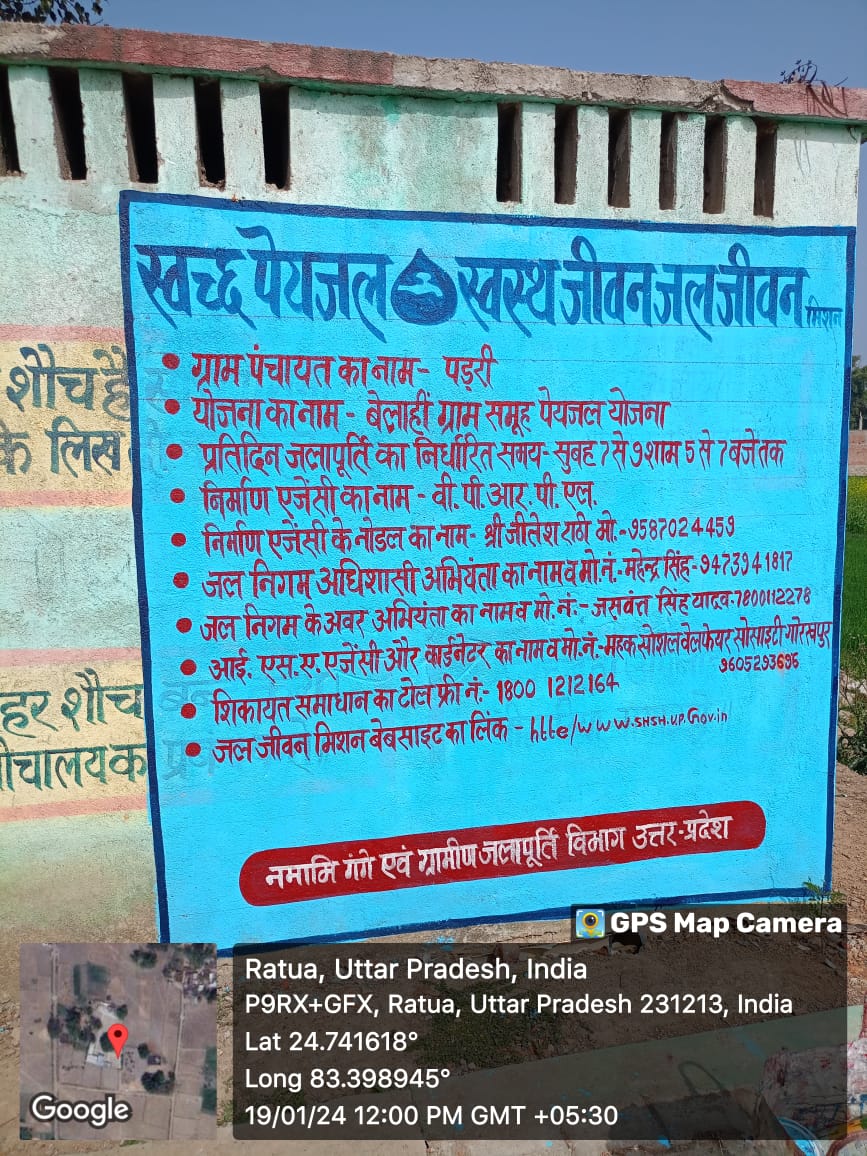 स्वच्छ पेयजल स्वस्थ जीवन जल जीवन मिशन
• ग्राम पंचायत का नाम - पड़री
• योजना का नाम - बेलाहीं ग्राम समूह पेयजल योजना
• प्रतिदिन जलापूर्ति का निर्धारित समय - सुबह 7 से 9 शाम 5 से 7 बजे तक
• निर्माण एजेंसी का नाम - वी. पी. आर. पी. एल.
• निर्माण एजेंसी के नोडल का नाम - श्री जीतेश राठी मो.-9587024459
• जल निगम अधिशासी अभियंता का नाम व मो. नं.- महेन्द्र सिंह-9473941817
• जल निगम के अवर अभियंता का नाम व मो. नं.- जसवंत सिंह यादव-7800112278
• आई. एस. ए. एजेंसी और कार्डनेटर का नाम व मो. नं.- महक सोशल वेलफेयर सोसाइटी गोरखपुर
9605293696
• शिकायत समाधान का टोल फ्री नं.- 1800 1212164
• जल जीवन मिशन बेबसाइट का लिंक - htte/www.SHSH.U.P.Gov.in
नमामि गंगे एवं ग्रामीण जलापूर्ति विभाग उत्तर-प्रदेश
शौच है
के लिख
हर शौच
चालय क प्र
GPS Map Camera
Ratua, Uttar Pradesh, India
P9RX+GFX, Ratua, Uttar Pradesh 231213, India
Lat 24.741618°
Long 83.398945°
19/01/24 12:00 PM GMT +05:30
Google